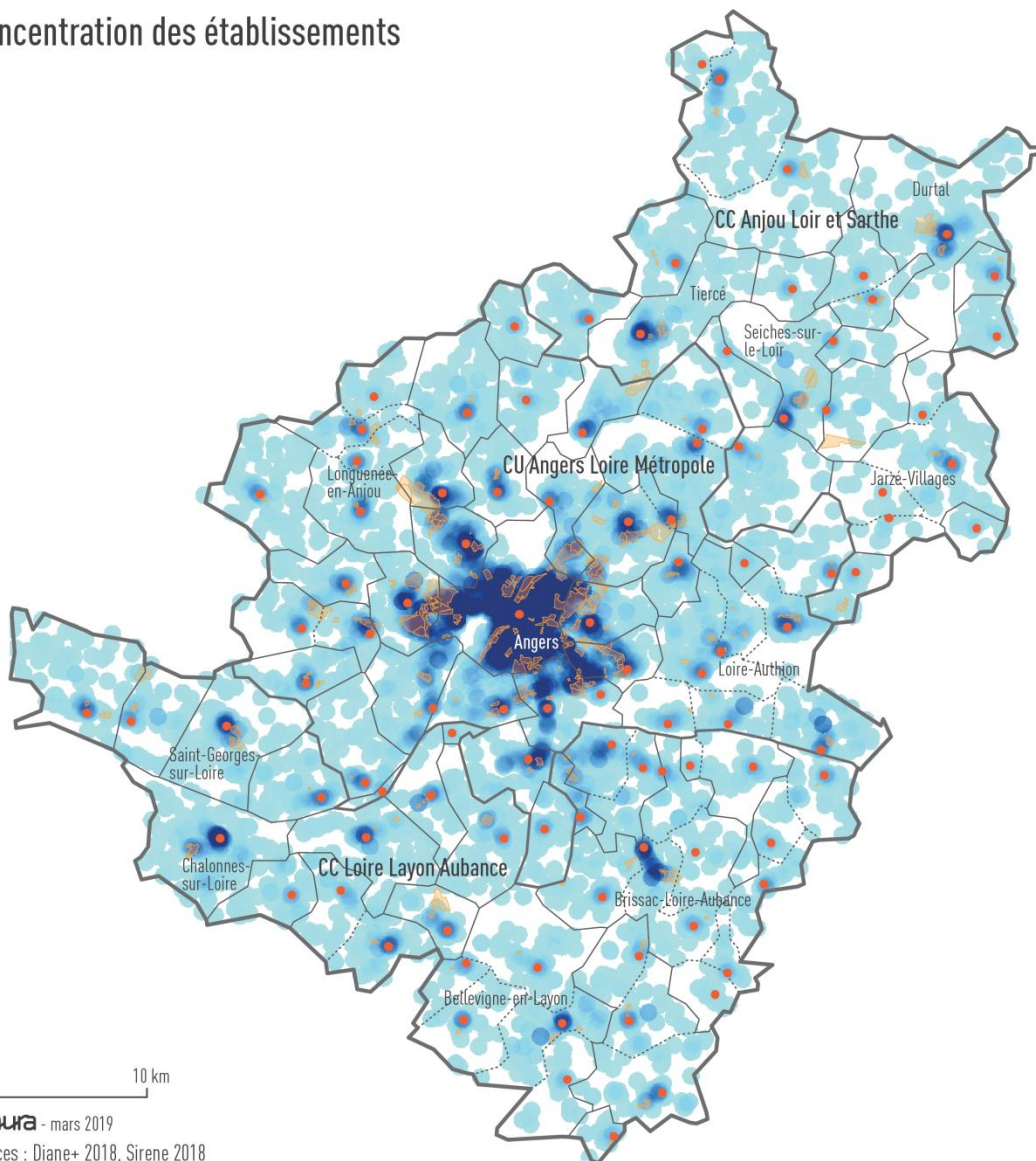 ncentration des établissements
Durtal
CC Anjou Loir et Sarthe
Tiercé
Seiches-sur-
le-Loir
CU Angers Loire Métropole
Longuenée-
en-Anjou
Jarzé-Villages
Angers
Loire-Authion
Saint-Georges-
sur-Loire
Chalonnes-
sur-Loire
CC Loire Layon Aubance
Brissac-Loire-Aubance
Bellevigne-en-Layon
10 km
ura - mars 2019
ces : Diane+ 2018, Sirene 2018